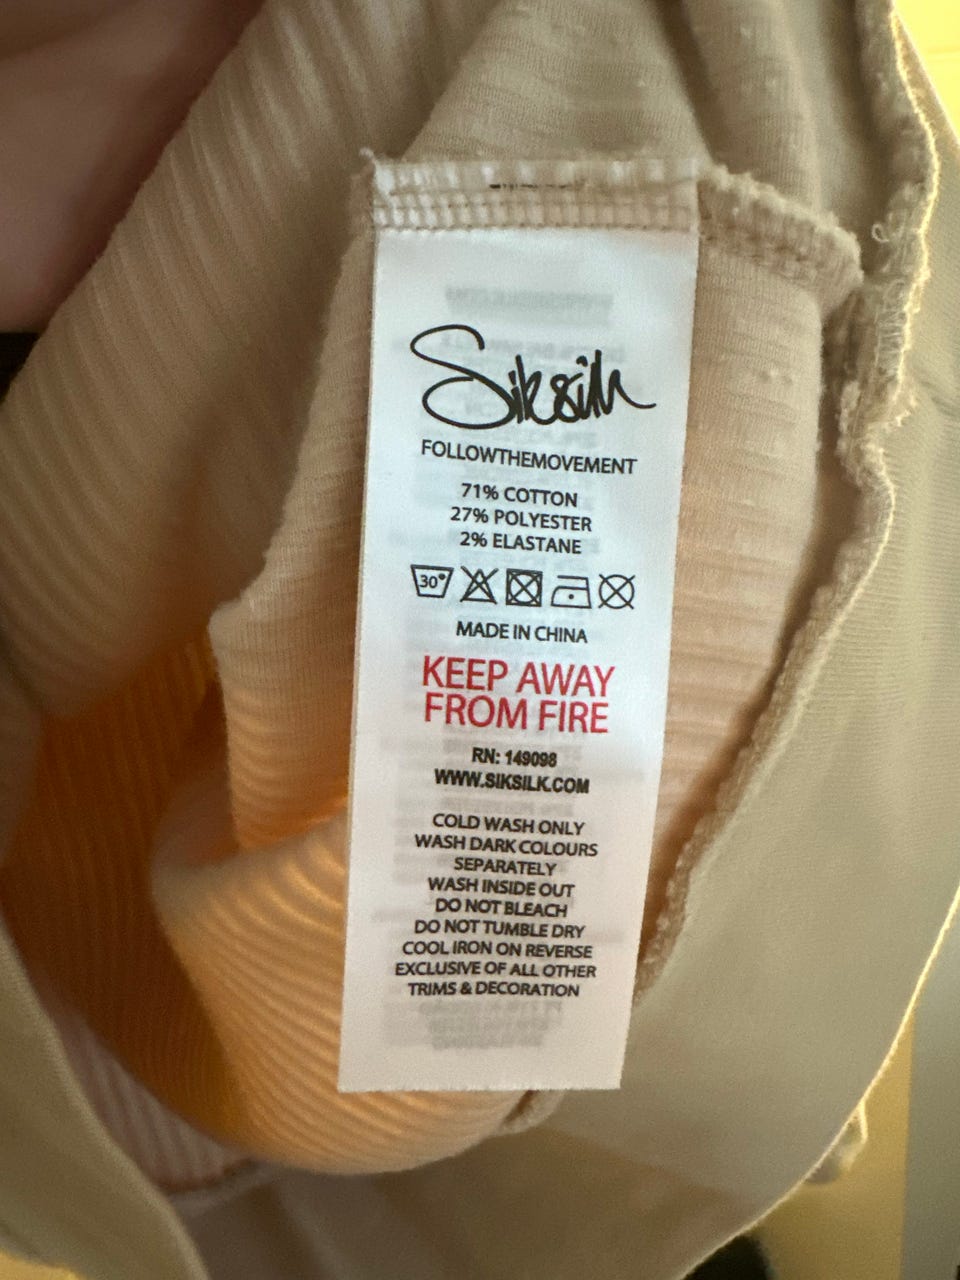 Siksilk
FOLLOWTHEMOVEMENT
71% COTTON
27% POLYESTER
2% ELASTANE
30°
MADE IN CHINA
KEEP AWAY
FROM FIRE
RN: 149098
WWW.SIKSILK.COM
COLD WASH ONLY
WASH DARK COLOURS
SEPARATELY
WASH INSIDE OUT
DO NOT BLEACH
DO NOT TUMBLE DRY
COOL IRON ON REVERSE
EXCLUSIVE OF ALL OTHER
TRIMS & DECORATION